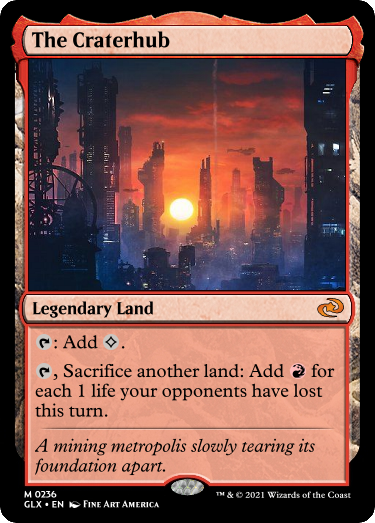 The Craterhub
Legendary Land
: Add .
, Sacrifice another land: Add for
each 1 life your opponents have lost
this turn.
A mining metropolis slowly tearing its
foundation apart.
M 0236
GLX • EN Fine Art America
™ & © 2021 Wizards of the Coast